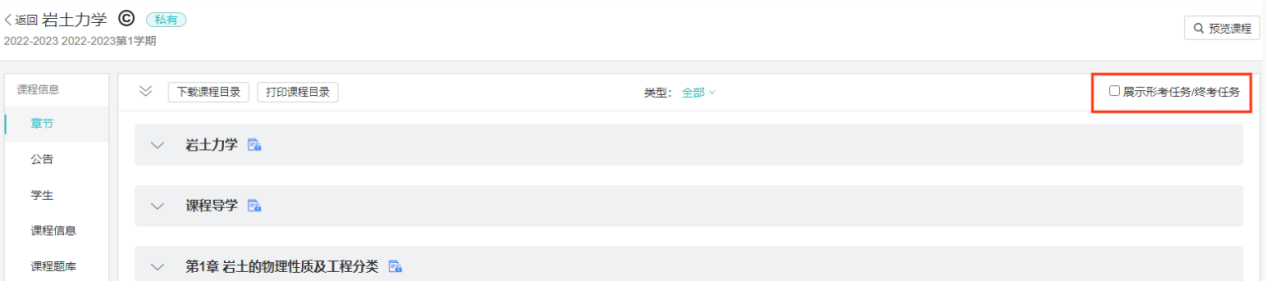 返回 岩土力学 © 私有
2022-2023 2022-2023第1学期
预览课程
课程信息
下载课程目录 打印课程目录 类型: 全部 展示形考任务/终考任务
章节
岩土力学
公告
学生
课程导学
课程信息
课程题库
第1章 岩土的物理性质及工程分类